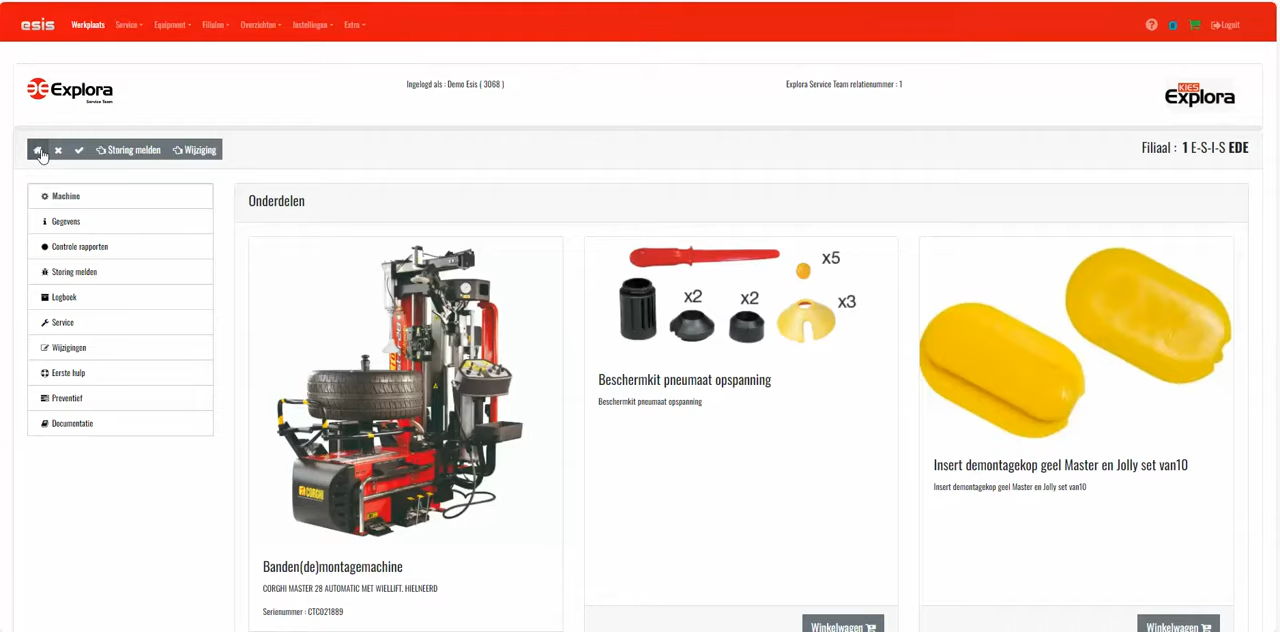 esis Werkplaats Service Equipment Filialen Overzichten Instellingen Extra Loguit
Explora
Service Team
Ingelogd als : Demo Esis ( 3068 )
Explora Service Team relatienummer : 1
KIES
Explora
Storing melden Wijziging
Filiaal : 1 E-S-I-S EDE
Machine
Gegevens
Controle rapporten
Storing melden
Logboek
Service
Wijzigingen
Eerste hulp
Preventief
Documentatie
Onderdelen
CORGHI
Banden(de)montagemachine
CORGHI MASTER 28 AUTOMATIC MET WIELLIFT. HIELNEERD
Serienummer : CTC021889
x5
x2 x2 x3
Beschermkit pneumaat opspanning
Beschermkit pneumaat opspanning
Winkelwagen
Insert demontagekop geel Master en Jolly set van10
Insert demontagekop geel Master en Jolly set van10
Winkelwagen